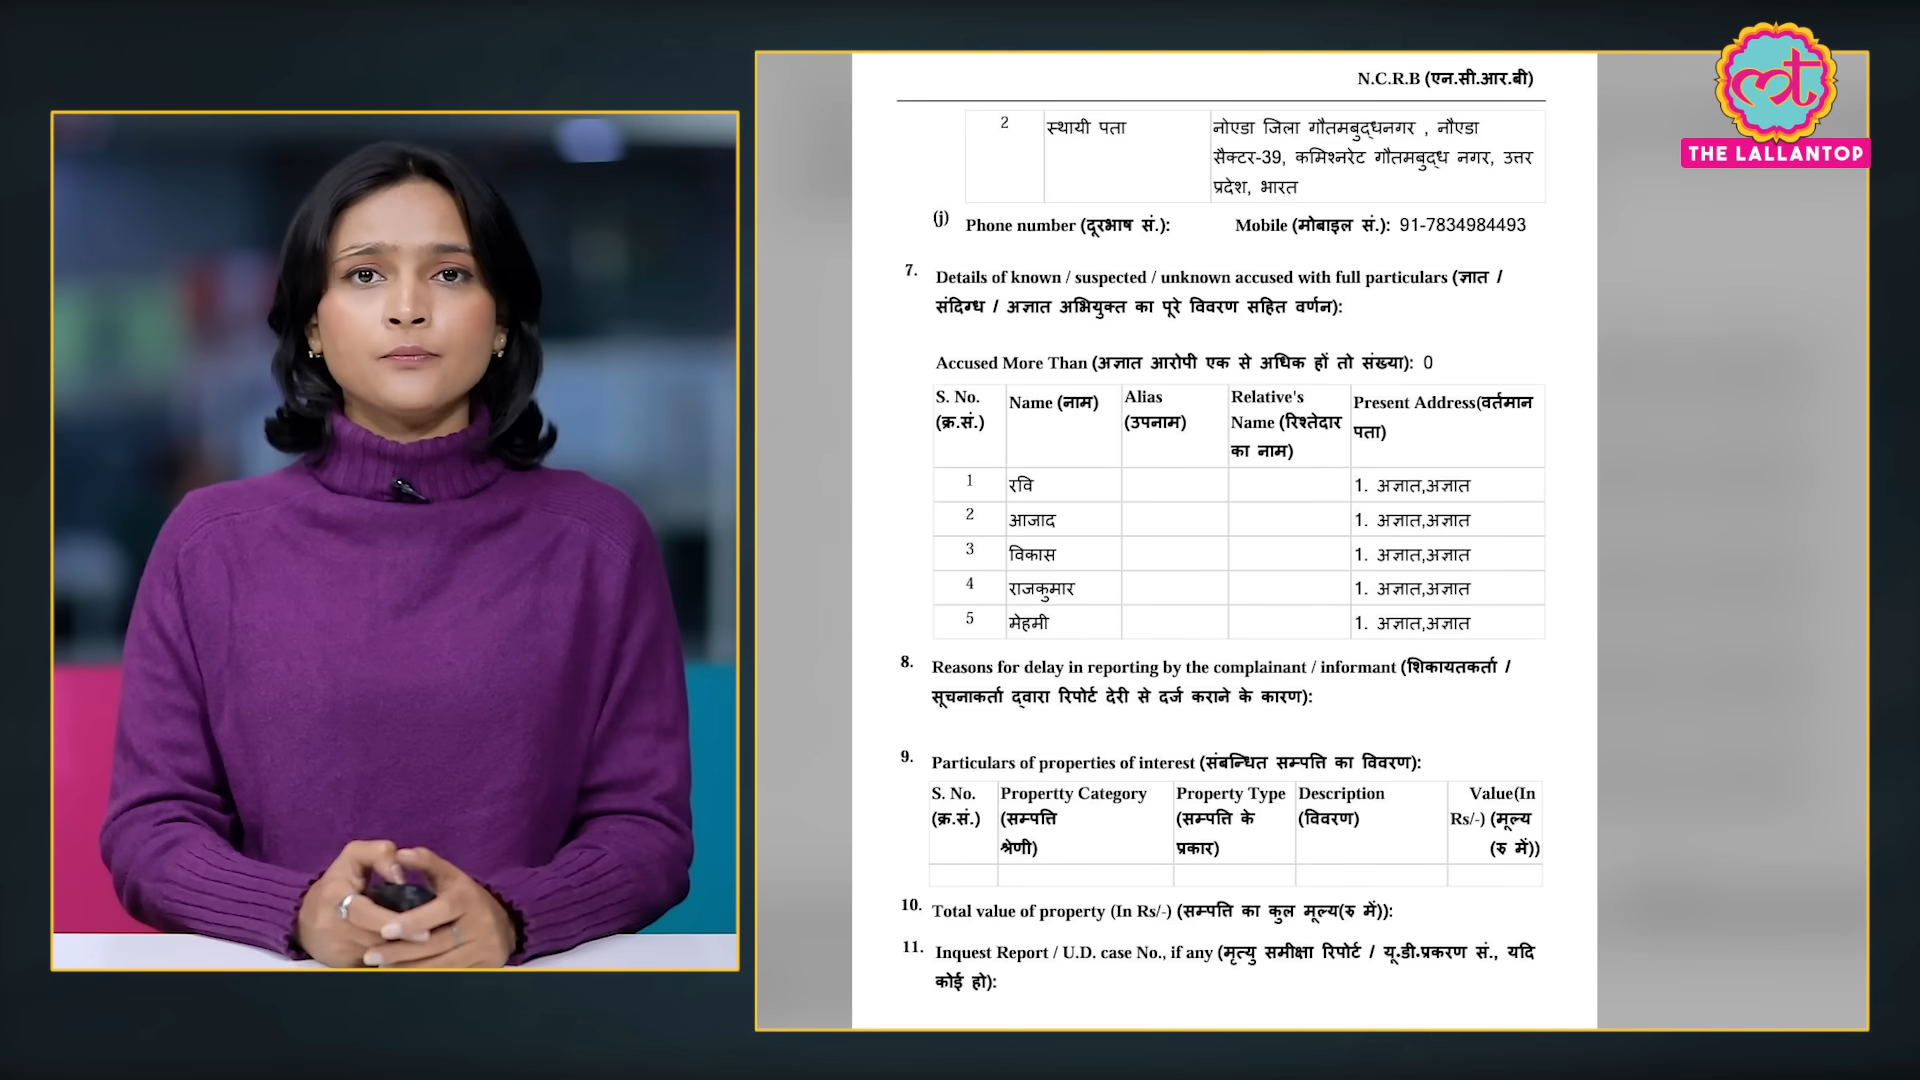 N.C.R.B (एन.सी.आर.बी)
THE LALLANTOP
2 स्थायी पता नोएडा जिला गौतमबुद्धनगर , नौएडा
सैक्टर-39, कमिश्नरेट गौतमबुद्ध नगर, उत्तर
प्रदेश, भारत
(j) Phone number (दूरभाष सं.): Mobile (मोबाइल सं.): 91-7834984493
7. Details of known / suspected / unknown accused with full particulars (ज्ञात /
संदिग्ध / अज्ञात अभियुक्त का पूरे विवरण सहित वर्णन):
Accused More Than (अज्ञात आरोपी एक से अधिक हों तो संख्या): 0
S. No. (क्र.सं.) Name (नाम) Alias (उपनाम) Relative's Name (रिश्तेदार का नाम) Present Address(वर्तमान पता)
1 रवि 1. अज्ञात,अज्ञात
2 आजाद 1. अज्ञात,अज्ञात
3 विकास 1. अज्ञात,अज्ञात
4 राजकुमार 1. अज्ञात,अज्ञात
5 मेहमी 1. अज्ञात,अज्ञात
8. Reasons for delay in reporting by the complainant / informant (शिकायतकर्ता /
सूचनाकर्ता द्वारा रिपोर्ट देरी से दर्ज कराने के कारण):
9. Particulars of properties of interest (संबन्धित सम्पत्ति का विवरण):
S. No. (क्र.सं.) Propertty Category (सम्पत्ति श्रेणी) Property Type (सम्पत्ति के प्रकार) Description (विवरण) Value(In Rs/-) (मूल्य (रु में))
10. Total value of property (In Rs/-) (सम्पत्ति का कुल मूल्य(रु में)):
11. Inquest Report / U.D. case No., if any (मृत्यु समीक्षा रिपोर्ट / यू.डी.प्रकरण सं., यदि
कोई हो):